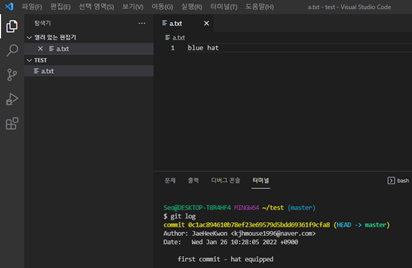 파일(F) 편집(E) 선택 영역(S) 보기(V) 이동(G) 실행(R) 터미널(T) 도움말(H) a.txt - test - Visual Studio Code
탐색기 ...
열려 있는 편집기
× a.txt
TEST
a.txt
a.txt ×
a.txt
1 blue hat
문제 출력 디버그 콘솔 터미널 bash
Seo@DESKTOP-T8R4HF4 MINGW64 ~/test (master)
$ git log
commit 0c1ac894610b78ef23e69579d5bdd69361f9cfa8 (HEAD -> master)
Author: JaeHeeKwon <kjhmouse1996@naver.com>
Date: Wed Jan 26 10:28:05 2022 +0900
first commit - hat equipped